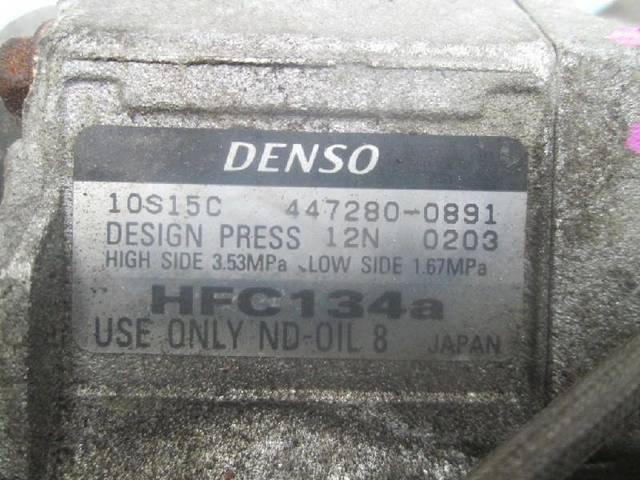 DENSO
10S15C 447280-0891
DESIGN PRESS 12N 0203
HIGH SIDE 3.53MPa LOW SIDE 1.67MPa
HFC134a
USE ONLY ND-OIL 8 JAPAN